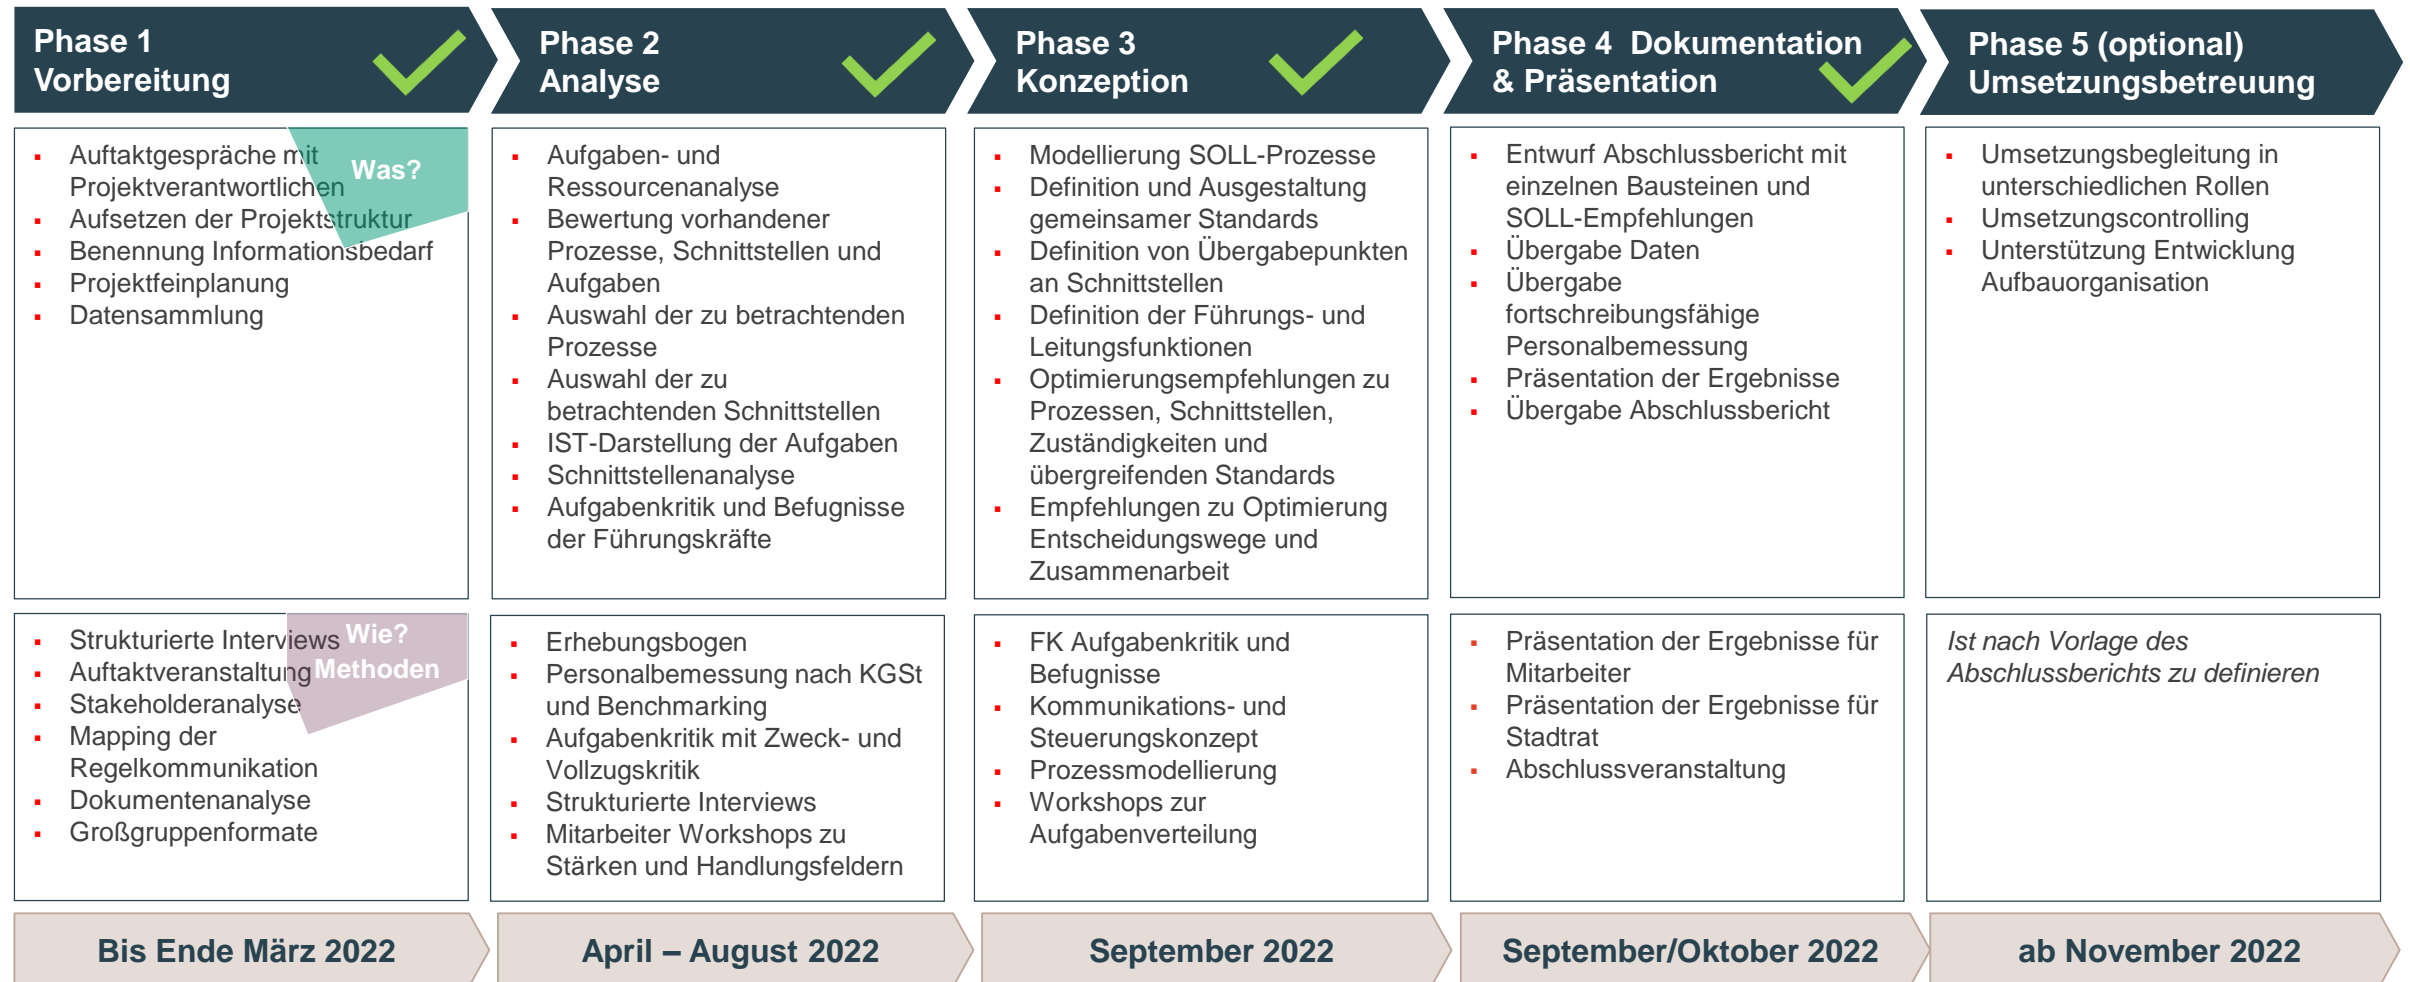 Phase 1
Vorbereitung
Phase 2
Analyse
Phase 3
Konzeption
Phase 4 Dokumentation
& Präsentation
Phase 5 (optional)
Umsetzungsbetreuung
Was?
▪ Auftaktgespräche mit
Projektverantwortlichen
▪ Aufsetzen der Projektstruktur
▪ Benennung Informationsbedarf
▪ Projektfeinplanung
▪ Datensammlung
▪ Aufgaben- und
Ressourcenanalyse
▪ Bewertung vorhandener
Prozesse, Schnittstellen und
Aufgaben
▪ Auswahl der zu betrachtenden
Prozesse
▪ Auswahl der zu
betrachtenden Schnittstellen
▪ IST-Darstellung der Aufgaben
▪ Schnittstellenanalyse
▪ Aufgabenkritik und Befugnisse
der Führungskräfte
▪ Modellierung SOLL-Prozesse
▪ Definition und Ausgestaltung
gemeinsamer Standards
▪ Definition von Übergabepunkten
an Schnittstellen
▪ Definition der Führungs- und
Leitungsfunktionen
▪ Optimierungsempfehlungen zu
Prozessen, Schnittstellen,
Zuständigkeiten und
übergreifenden Standards
▪ Empfehlungen zu Optimierung
Entscheidungswege und
Zusammenarbeit
▪ Entwurf Abschlussbericht mit
einzelnen Bausteinen und
SOLL-Empfehlungen
▪ Übergabe Daten
▪ Übergabe
fortschreibungsfähige
Personalbemessung
▪ Präsentation der Ergebnisse
▪ Übergabe Abschlussbericht
▪ Umsetzungsbegleitung in
unterschiedlichen Rollen
▪ Umsetzungscontrolling
▪ Unterstützung Entwicklung
Aufbauorganisation
Wie?
Methoden
▪ Strukturierte Interviews
▪ Auftaktveranstaltung
▪ Stakeholderanalyse
▪ Mapping der
Regelkommunikation
▪ Dokumentenanalyse
▪ Großgruppenformate
▪ Erhebungsbogen
▪ Personalbemessung nach KGSt
und Benchmarking
▪ Aufgabenkritik mit Zweck- und
Vollzugskritik
▪ Strukturierte Interviews
▪ Mitarbeiter Workshops zu
Stärken und Handlungsfeldern
▪ FK Aufgabenkritik und
Befugnisse
▪ Kommunikations- und
Steuerungskonzept
▪ Prozessmodellierung
▪ Workshops zur
Aufgabenverteilung
▪ Präsentation der Ergebnisse für
Mitarbeiter
▪ Präsentation der Ergebnisse für
Stadtrat
▪ Abschlussveranstaltung
Ist nach Vorlage des
Abschlussberichts zu definieren
Bis Ende März 2022
April – August 2022
September 2022
September/Oktober 2022
ab November 2022